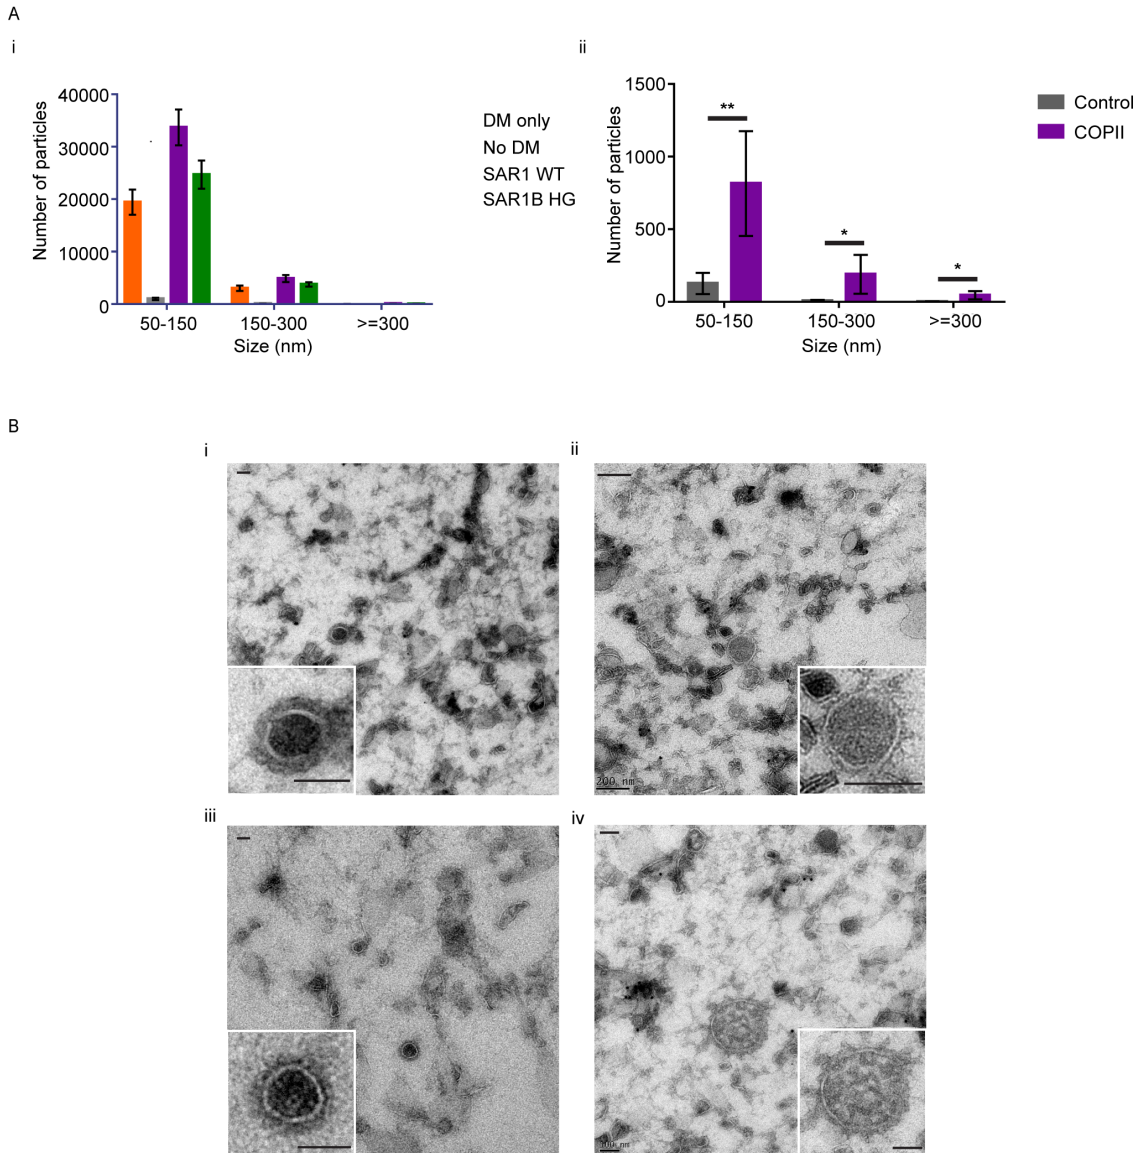 A
i
ii
Number of particles
40000
30000
20000
10000
0
50-150
150-300
>=300
Size (nm)
DM only
No DM
SAR1 WT
SAR1B HG
Number of particles
1500
1000
500
0
**
*
*
50-150
150-300
>=300
Size (nm)
Control
COPII
B
i
ii
200 nm
iii
iv
100 nm